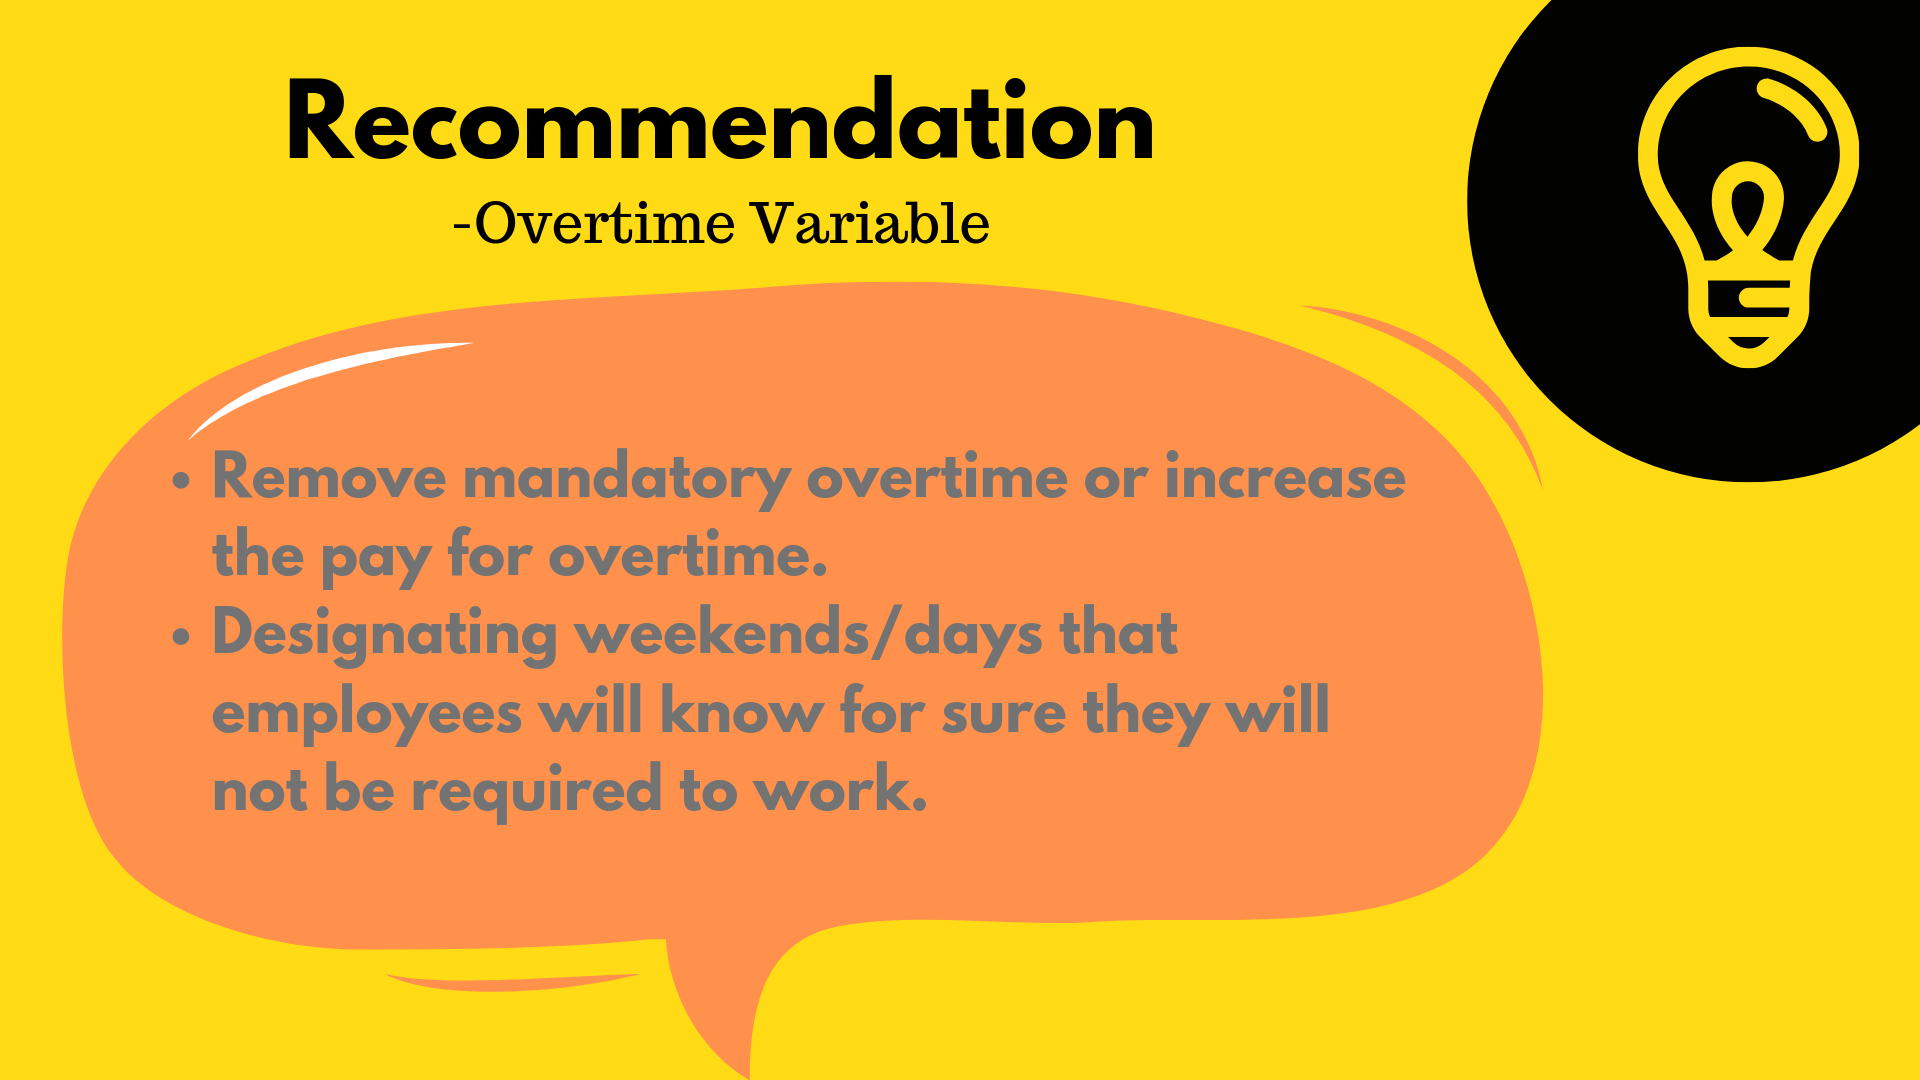 Recommendation
-Overtime Variable
• Remove mandatory overtime or increase
the pay for overtime.
• Designating weekends/days that
employees will know for sure they will
not be required to work.